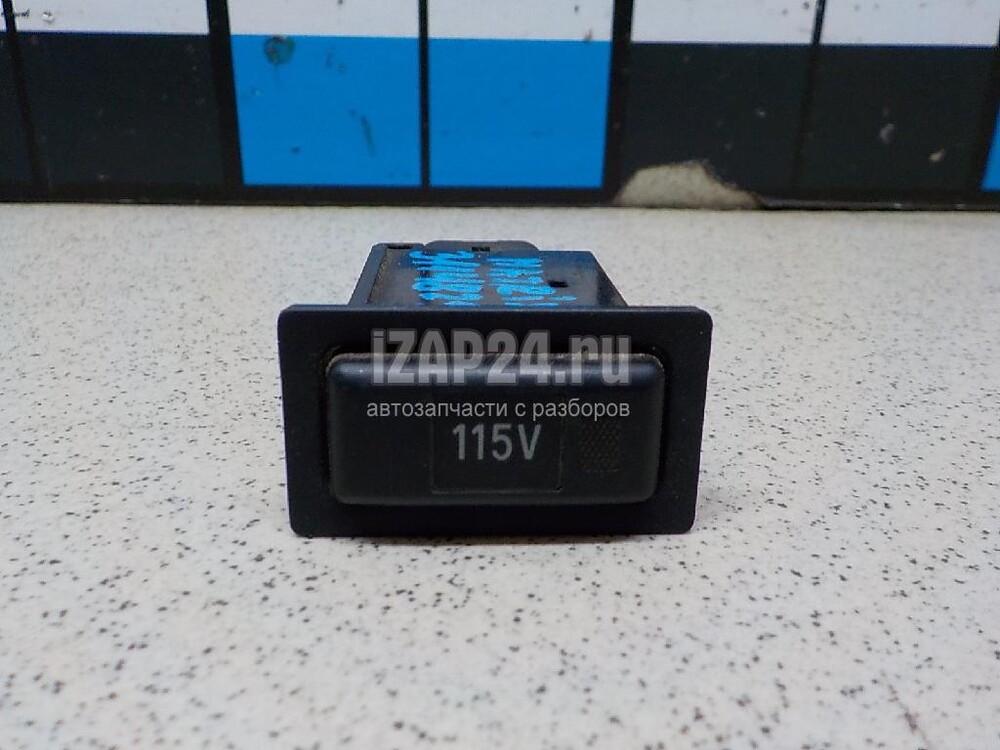 iZAP24.ru
автозапчасти с разборов
115V